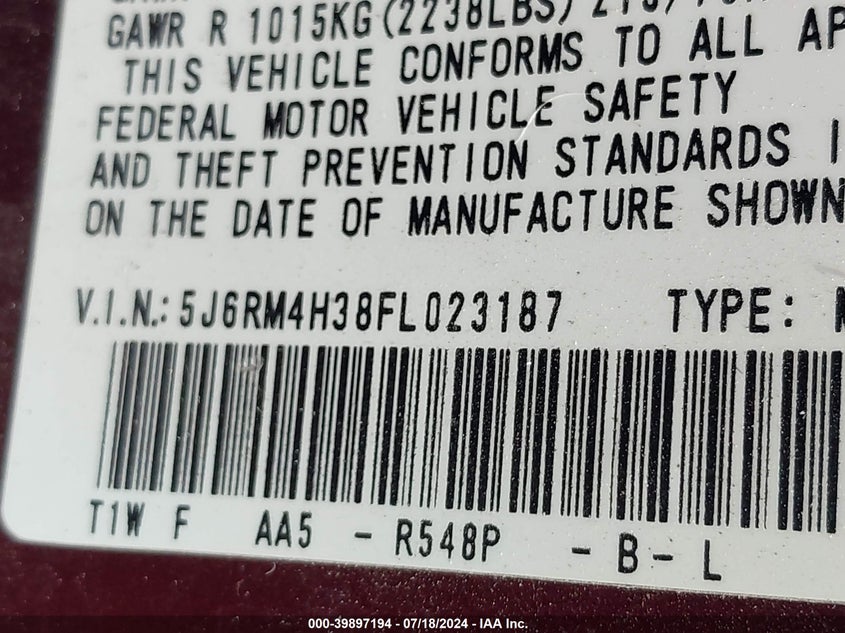 GAWR R 1015KG(2238LBS)
THIS VEHICLE CONFORMS TO ALL AP
FEDERAL MOTOR VEHICLE SAFETY
AND THEFT PREVENTION STANDARDS I
ON THE DATE OF MANUFACTURE SHOWN
V.I.N.: 5J6RM4H38FL023187 TYPE:
T1W F AA5 - R548P - B - L
000-39897194 - 07/18/2024 - IAA Inc.